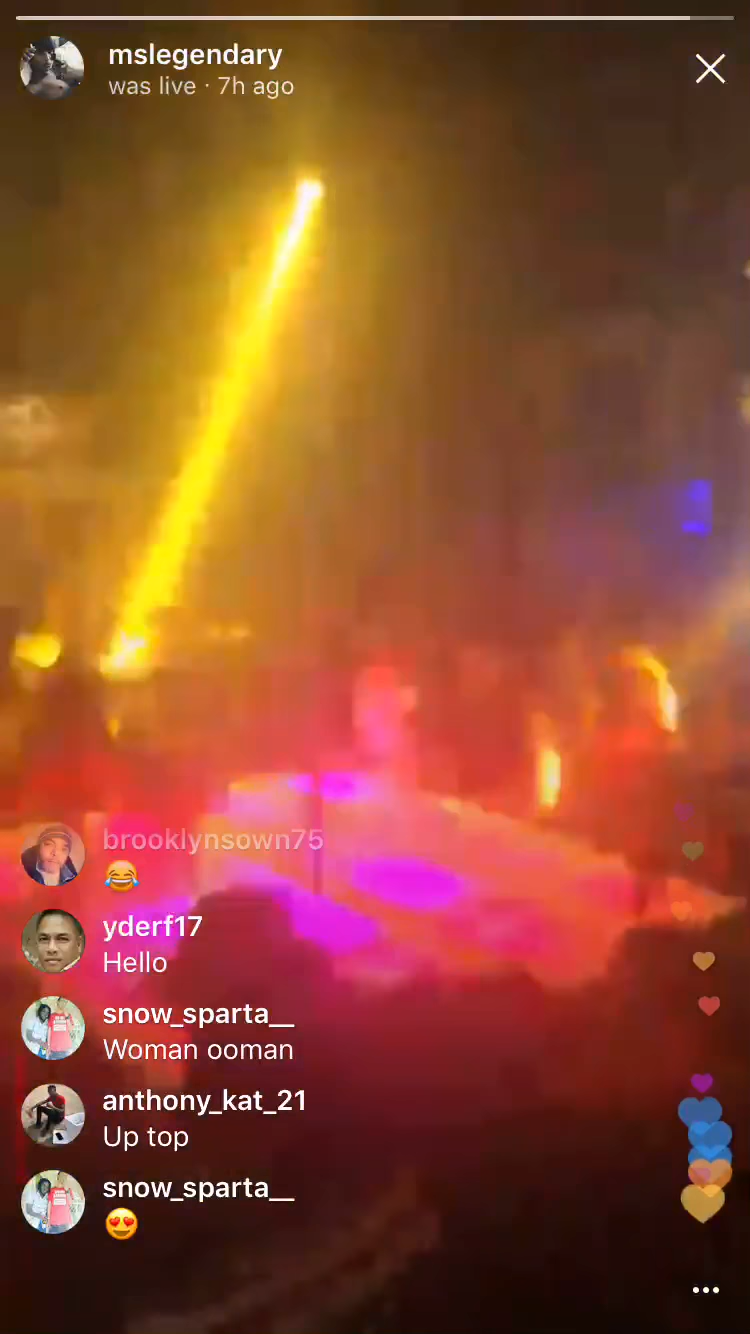 mslegendary
was live · 7h ago
brooklynsown75
😂
yderf17
Hello
snow_sparta__
Woman ooman
anthony_kat_21
Up top
snow_sparta__
😍